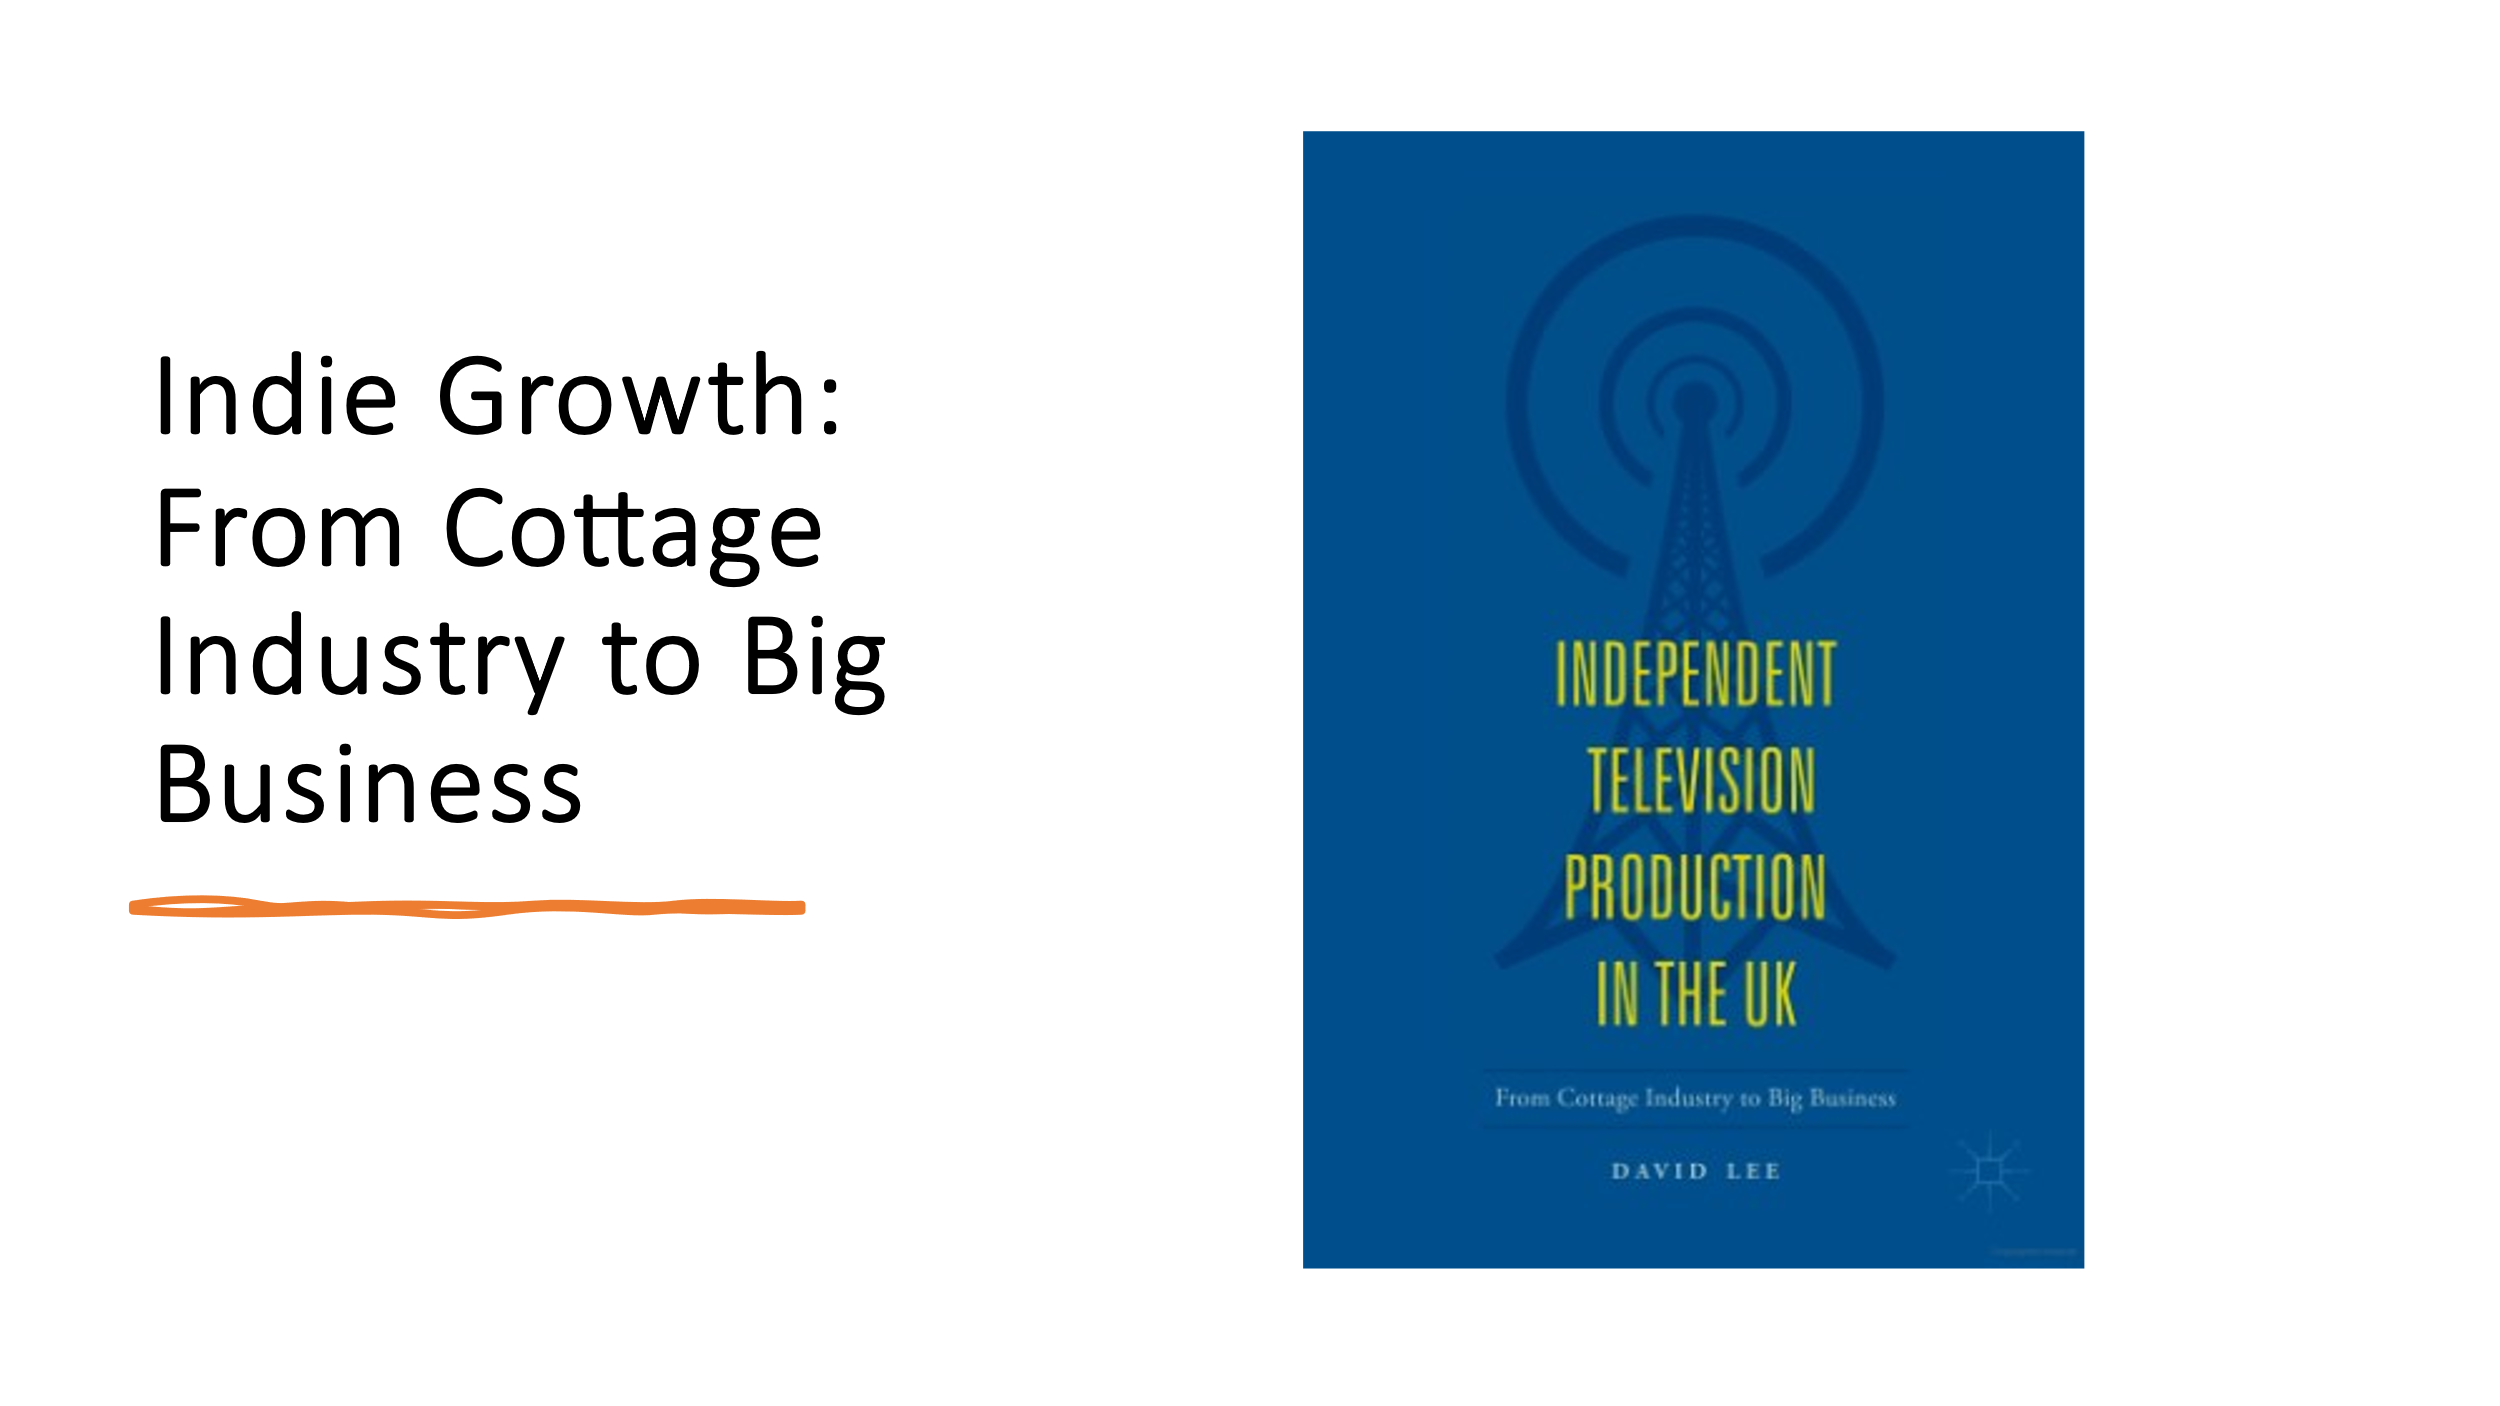 Indie Growth:
From Cottage
Industry to Big
Business
INDEPENDENT
TELEVISION
PRODUCTION
IN THE UK
From Cottage Industry to Big Business
DAVID LEE